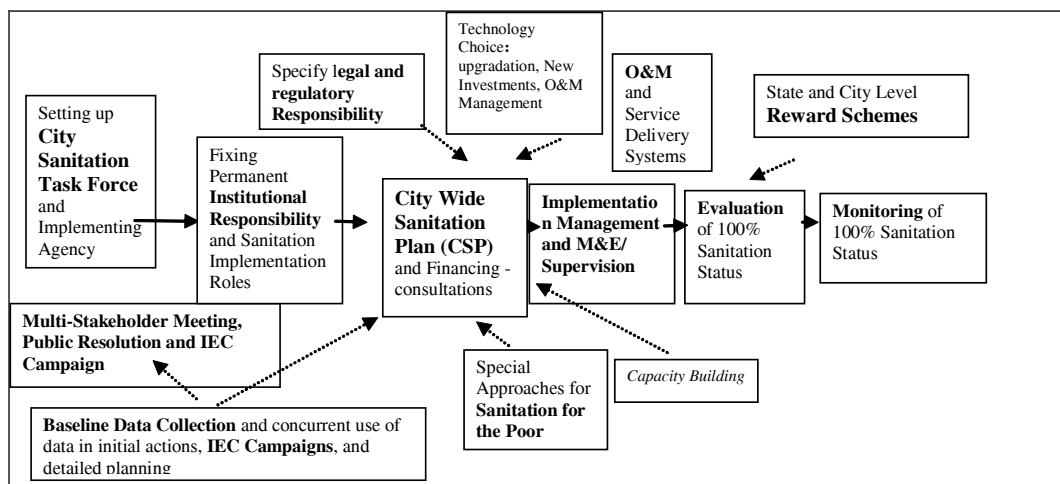 Setting up
City
Sanitation
Task Force
and
Implementing
Agency
Fixing
Permanent
Institutional
Responsibility
and Sanitation
Implementation
Roles
Specify legal and
regulatory
Responsibility
Technology
Choice:
upgradation, New
Investments, O&M
Management
O&M
and
Service
Delivery
Systems
State and City Level
Reward Schemes
City Wide
Sanitation
Plan (CSP)
and Financing -
consultations
Implementatio
n Management
and M&E/
Supervision
Evaluation
of 100%
Sanitation
Status
Monitoring of
100% Sanitation
Status
Multi-Stakeholder Meeting,
Public Resolution and IEC
Campaign
Special
Approaches for
Sanitation for
the Poor
Capacity Building
Baseline Data Collection and concurrent use of
data in initial actions, IEC Campaigns, and
detailed planning